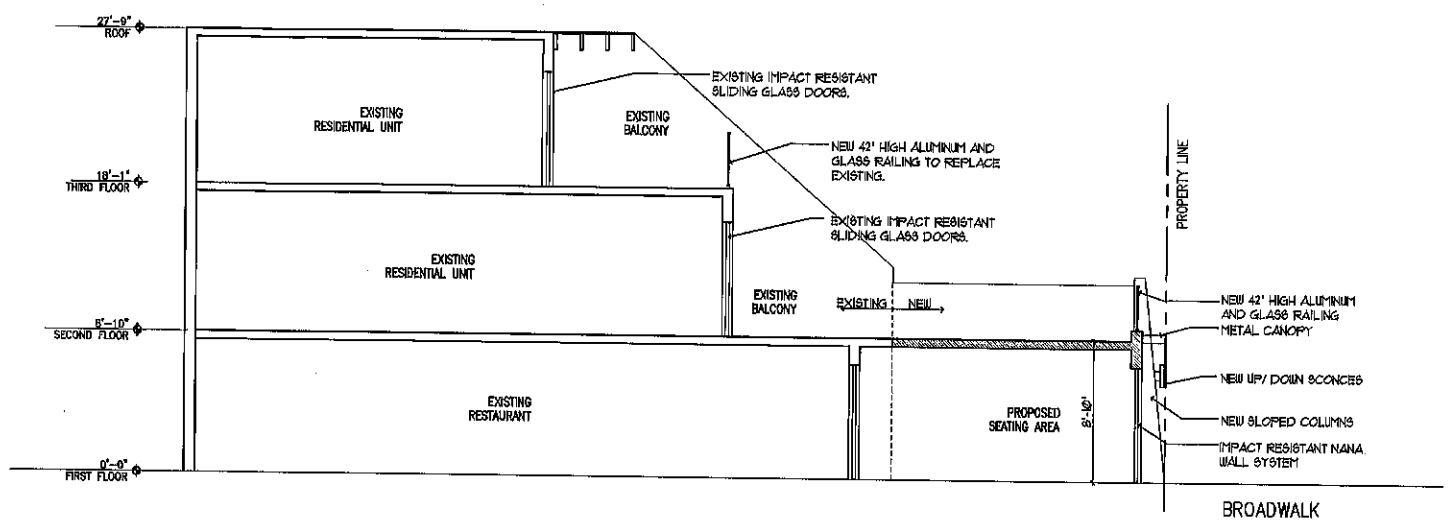 27'-9"
ROOF
EXISTING IMPACT RESISTANT
SLIDING GLASS DOORS.
EXISTING
RESIDENTIAL UNIT
EXISTING
BALCONY
NEW 42" HIGH ALUMINUM AND
GLASS RAILING TO REPLACE
EXISTING.
PROPERTY LINE
18'-1"
THIRD FLOOR
EXISTING IMPACT RESISTANT
SLIDING GLASS DOORS.
EXISTING
RESIDENTIAL UNIT
EXISTING
BALCONY
EXISTING NEW
NEW 42" HIGH ALUMINUM
AND GLASS RAILING
METAL CANOPY
8'-10"
SECOND FLOOR
NEW UP/ DOWN SCONCES
EXISTING
RESTAURANT
PROPOSED
SEATING AREA
8'-10"
NEW SLOPED COLUMNS
IMPACT RESISTANT NANA
WALL SYSTEM
0'-0"
FIRST FLOOR
BROADWALK